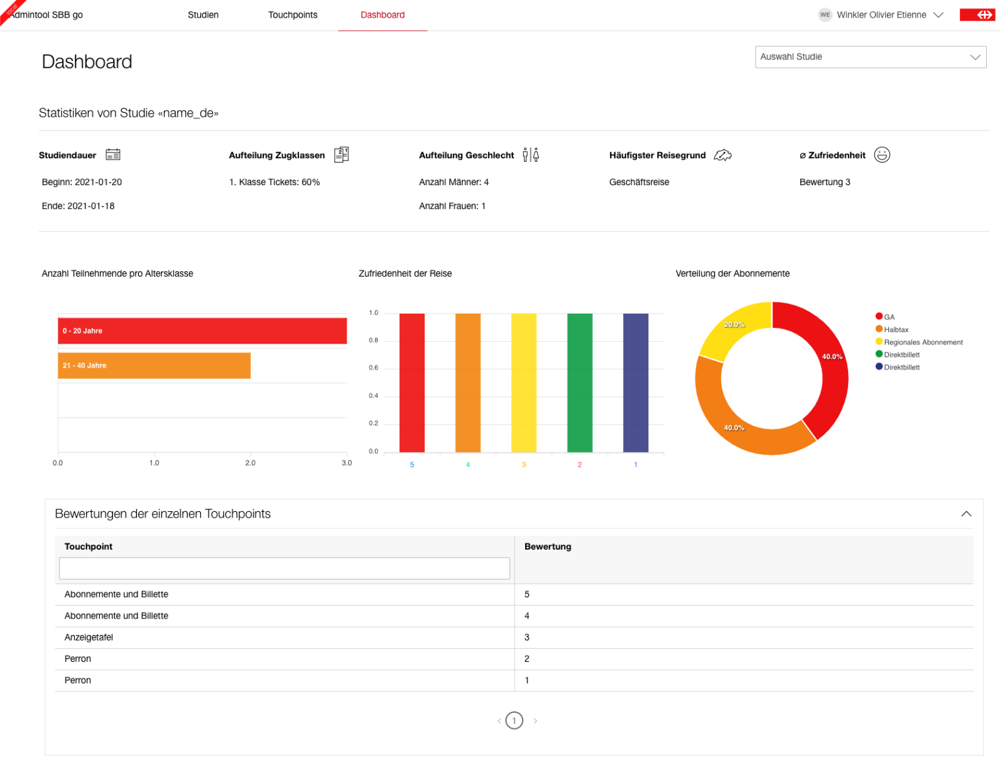 local
Admintool SBB go
Studien
Touchpoints
Dashboard
WE
Winkler Olivier Etienne
Dashboard
Auswahl Studie
Statistiken von Studie «name_de»
Studiendauer
Aufteilung Zugklassen
2 1
Aufteilung Geschlecht
Häufigster Reisegrund
Ø Zufriedenheit
Beginn: 2021-01-20
1. Klasse Tickets: 60%
Anzahl Männer: 4
Geschäftsreise
Bewertung 3
Ende: 2021-01-18
Anzahl Frauen: 1
Anzahl Teilnehmende pro Altersklasse
0 - 20 Jahre
21 - 40 Jahre
0.0 1.0 2.0 3.0
Zufriedenheit der Reise
1.0
0.8
0.6
0.4
0.2
0.0
5 4 3 2 1
Verteilung der Abonnemente
20.0%
40.0%
40.0%
GA
Halbtax
Regionales Abonnement
Direktbillett
Direktbillett
Bewertungen der einzelnen Touchpoints
Touchpoint
Bewertung
Abonnemente und Billette
5
Abonnemente und Billette
4
Anzeigetafel
3
Perron
2
Perron
1
1